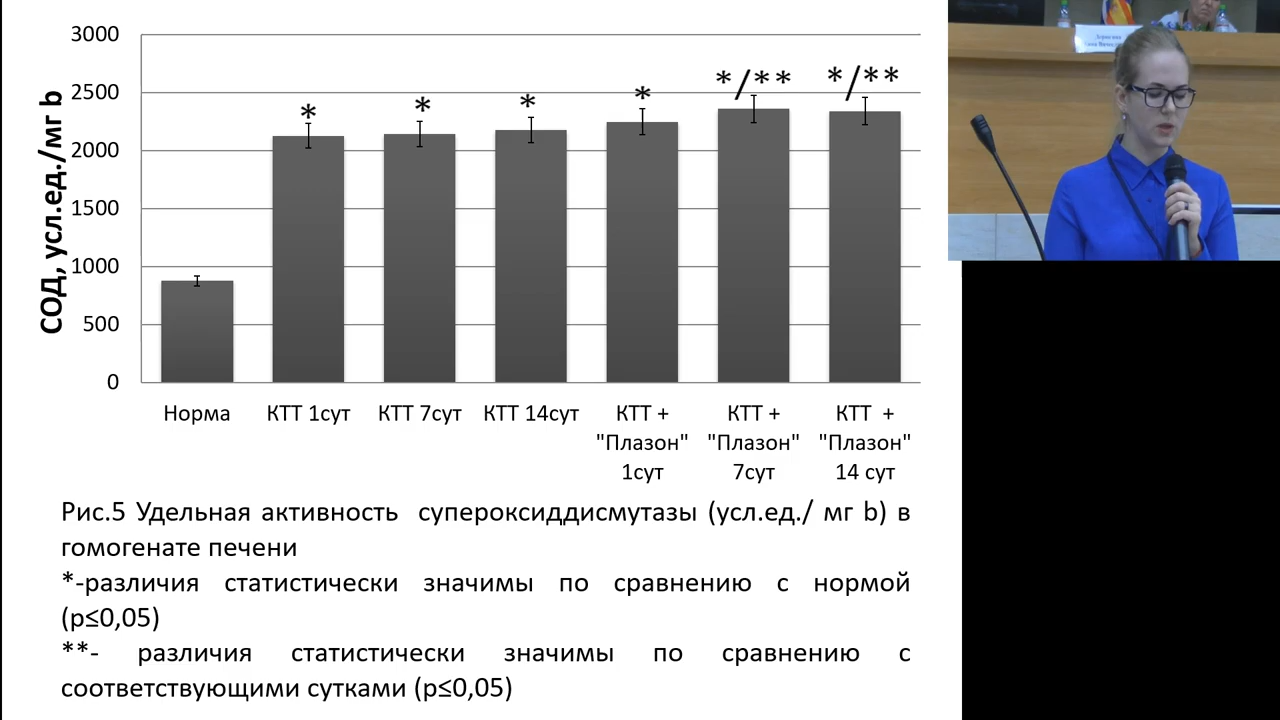 3000
2500
2000
1500
1000
500
0
СОД, усл.ед./мг b
*
*
*
*
*/**
*/**
Норма
КТТ 1сут
КТТ 7сут
КТТ 14сут
КТТ +
"Плазон"
1сут
КТТ +
"Плазон"
7сут
КТТ +
"Плазон"
14 сут
Рис.5 Удельная активность супероксиддисмутазы (усл.ед./ мг b) в
гомогенате печени
*-различия статистически значимы по сравнению с нормой
(p≤0,05)
**- различия статистически значимы по сравнению с
соответствующими сутками (p≤0,05)